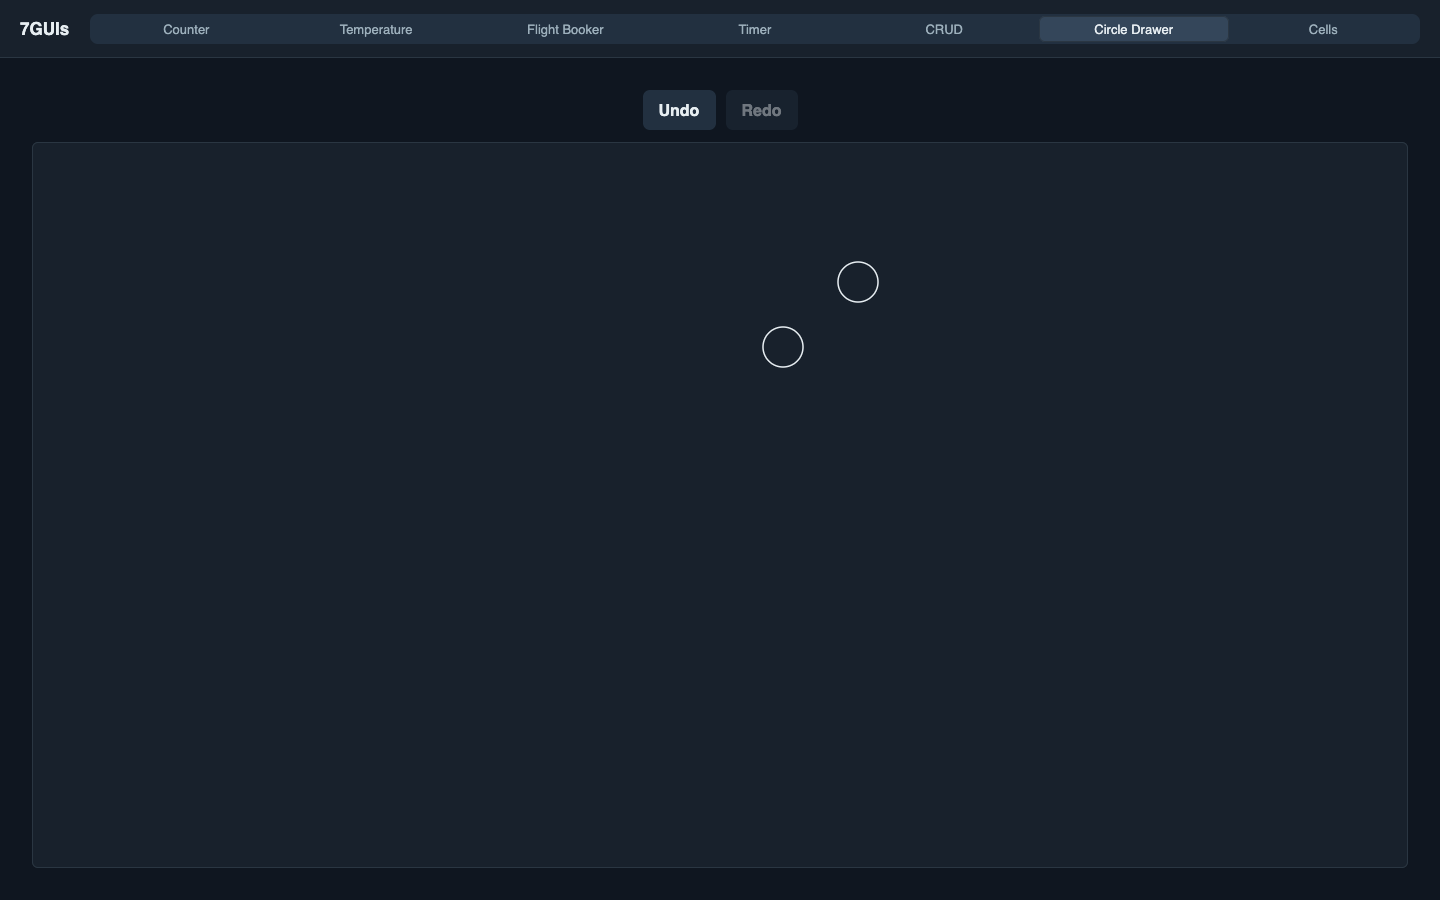 7GUIs
Counter
Temperature
Flight Booker
Timer
CRUD
Circle Drawer
Cells
Undo
Redo